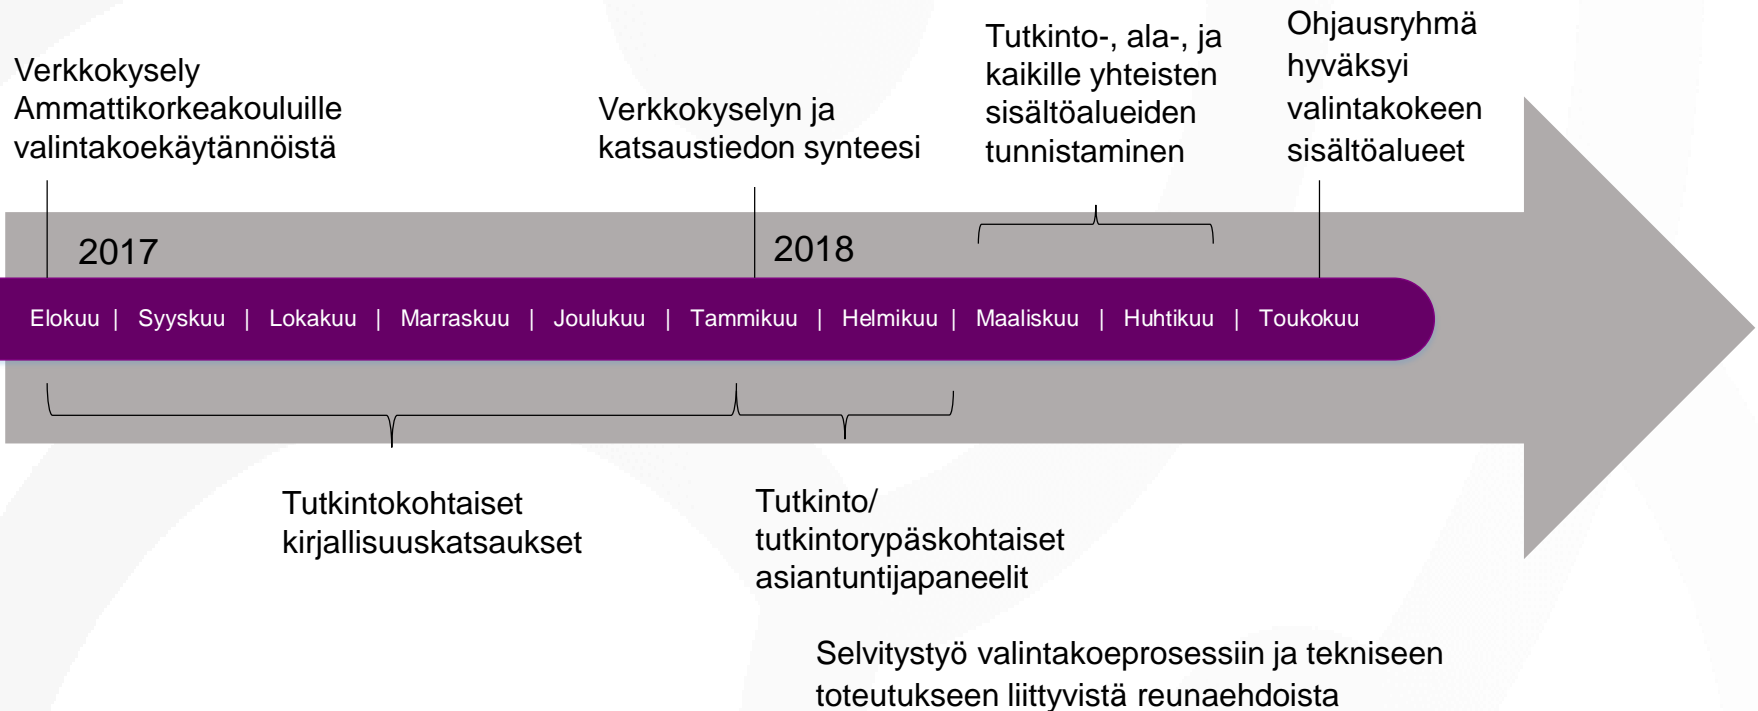 Verkkokysely
Ammattikorkeakouluille
valintakoekäytännöistä
Verkkokyselyn ja
katsaustiedon synteesi
Tutkinto-, ala-, ja
kaikille yhteisten
sisältöalueiden
tunnistaminen
Ohjausryhmä
hyväksyi
valintakokeen
sisältöalueet
2017
2018
Elokuu | Syyskuu | Lokakuu | Marraskuu | Joulukuu | Tammikuu | Helmikuu | Maaliskuu | Huhtikuu | Toukokuu
Tutkintokohtaiset
kirjallisuuskatsaukset
Tutkinto/
tutkintorypäskohtaiset
asiantuntijapaneelit
Selvitystyö valintakoeprosessiin ja tekniseen
toteutukseen liittyvistä reunaehdoista